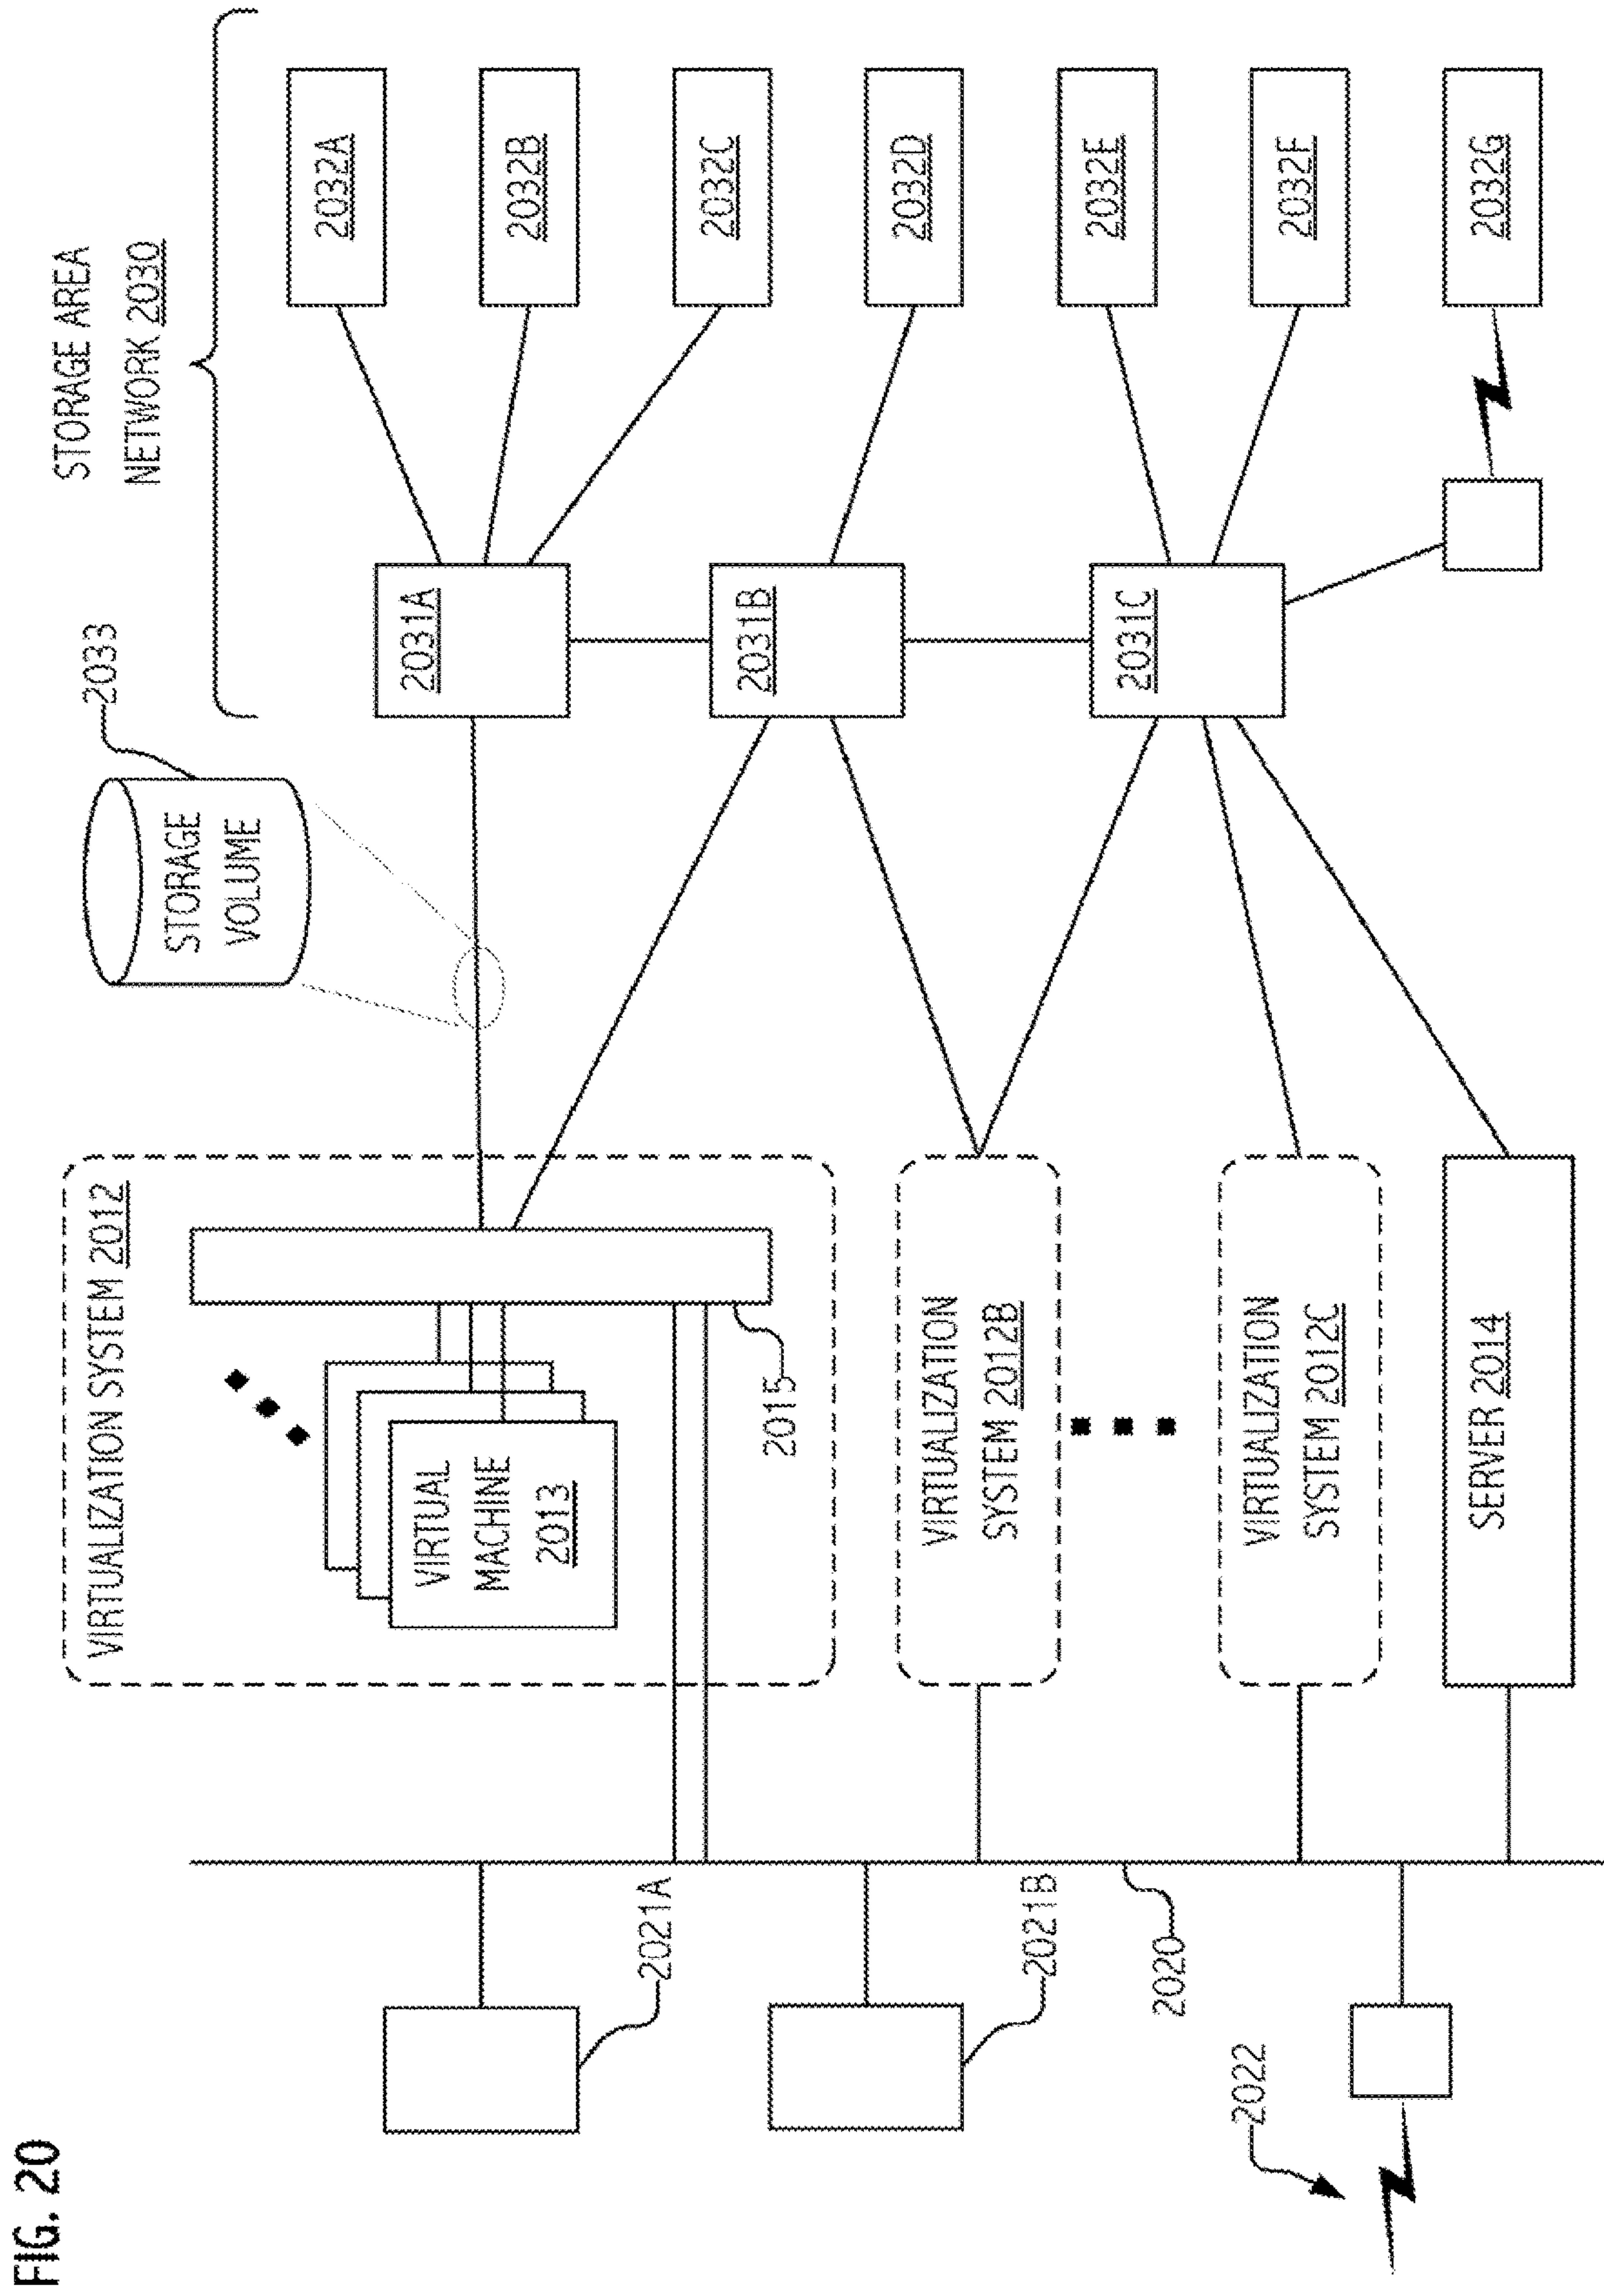 FIG. 20
STORAGE AREA
NETWORK 2030
2033
STORAGE
VOLUME
VIRTUALIZATION SYSTEM 2012
VIRTUAL
MACHINE
2013
2015
2031A
2032A
2032B
2032C
2021A
VIRTUALIZATION
SYSTEM 2012B
2031B
2032D
2021B
2020
VIRTUALIZATION
SYSTEM 2012C
2031C
2032E
2032F
2022
SERVER 2014
2032G